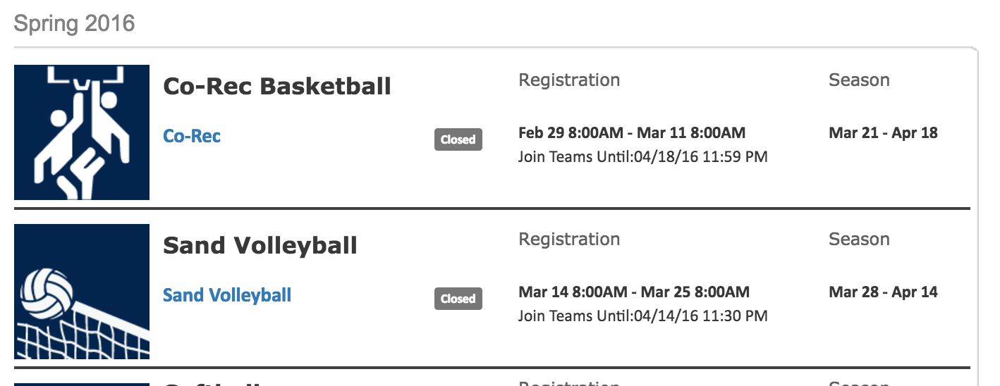 Spring 2016
Co-Rec Basketball
Registration
Season
Co-Rec
Closed
Feb 29 8:00AM - Mar 11 8:00AM
Mar 21 - Apr 18
Join Teams Until:04/18/16 11:59 PM
Sand Volleyball
Registration
Season
Sand Volleyball
Closed
Mar 14 8:00AM - Mar 25 8:00AM
Mar 28 - Apr 14
Join Teams Until:04/14/16 11:30 PM
Registration
Season